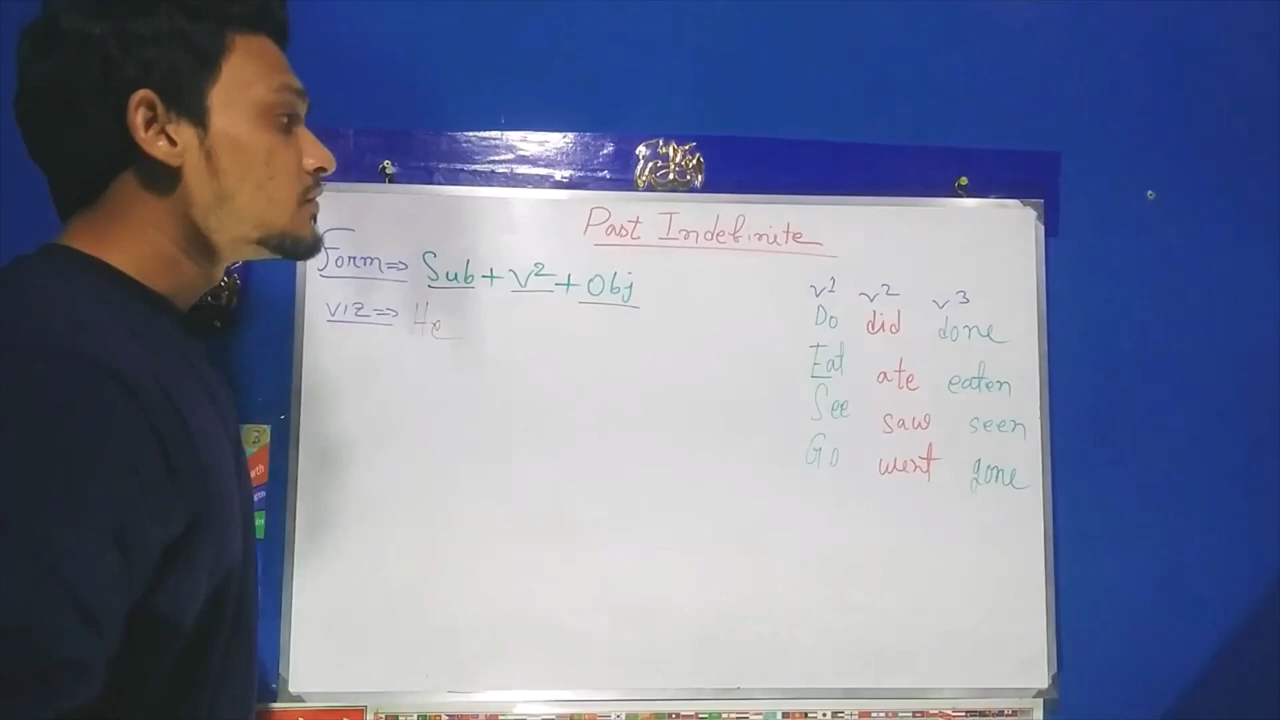 Past Indefinite
Form⇒ Sub + V² + Obj
VIZ⇒ He
V¹ V² V³
Do did done
Eat ate eaten
See saw seen
Go went gone